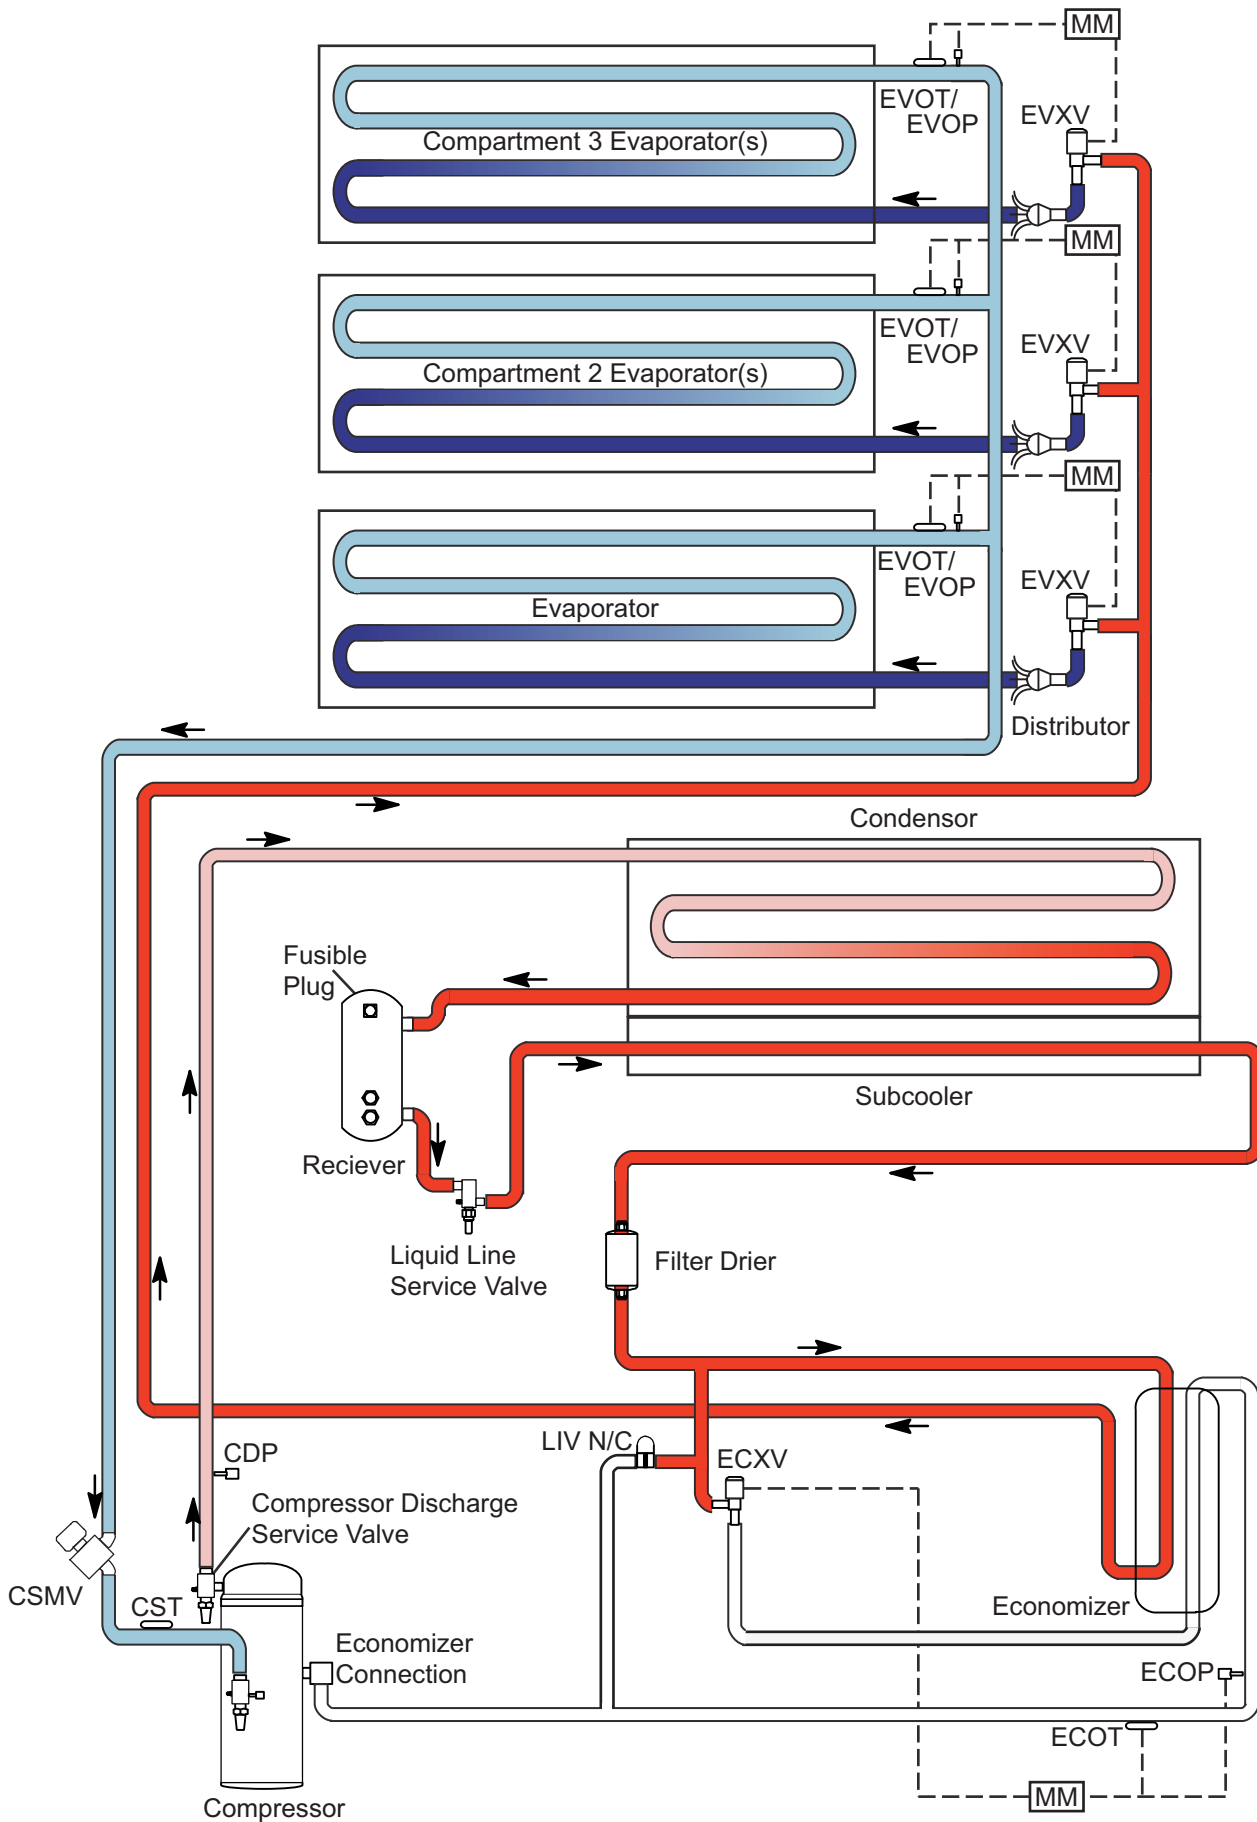 MM
EVOT/
EVOP
EVXV
Compartment 3 Evaporator(s)
MM
EVOT/
EVOP
EVXV
Compartment 2 Evaporator(s)
MM
EVOT/
EVOP
EVXV
Evaporator
Distributor
Condensor
Fusible
Plug
Subcooler
Reciever
Liquid Line
Service Valve
Filter Drier
LIV N/C
CDP
ECXV
Compressor Discharge
Service Valve
CSMV
CST
Economizer
Economizer
Connection
ECOP
ECOT
MM
Compressor